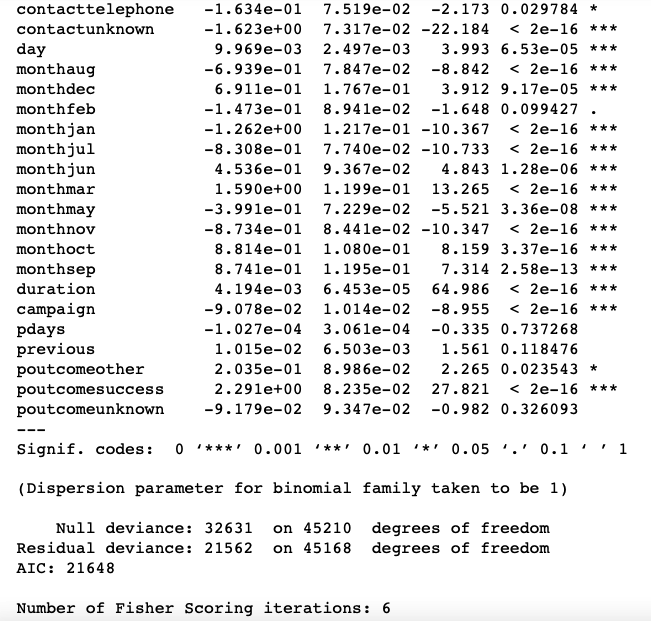 contacttelephone -1.634e-01 7.519e-02 -2.173 0.029784 *
contactunknown -1.623e+00 7.317e-02 -22.184 < 2e-16 ***
day 9.969e-03 2.497e-03 3.993 6.53e-05 ***
monthaug -6.939e-01 7.847e-02 -8.842 < 2e-16 ***
monthdec 6.911e-01 1.767e-01 3.912 9.17e-05 ***
monthfeb -1.473e-01 8.941e-02 -1.648 0.099427 .
monthjan -1.262e+00 1.217e-01 -10.367 < 2e-16 ***
monthjul -8.308e-01 7.740e-02 -10.733 < 2e-16 ***
monthjun 4.536e-01 9.367e-02 4.843 1.28e-06 ***
monthmar 1.590e+00 1.199e-01 13.265 < 2e-16 ***
monthmay -3.991e-01 7.229e-02 -5.521 3.36e-08 ***
monthnov -8.734e-01 8.441e-02 -10.347 < 2e-16 ***
monthoct 8.814e-01 1.080e-01 8.159 3.37e-16 ***
monthsep 8.741e-01 1.195e-01 7.314 2.58e-13 ***
duration 4.194e-03 6.453e-05 64.986 < 2e-16 ***
campaign -9.078e-02 1.014e-02 -8.955 < 2e-16 ***
pdays -1.027e-04 3.061e-04 -0.335 0.737268
previous 1.015e-02 6.503e-03 1.561 0.118476
poutcomeother 2.035e-01 8.986e-02 2.265 0.023543 *
poutcomesuccess 2.291e+00 8.235e-02 27.821 < 2e-16 ***
poutcomeunknown -9.179e-02 9.347e-02 -0.982 0.326093
---
Signif. codes: 0 ‘***’ 0.001 ‘**’ 0.01 ‘*’ 0.05 ‘.’ 0.1 ‘ ’ 1
(Dispersion parameter for binomial family taken to be 1)
Null deviance: 32631 on 45210 degrees of freedom
Residual deviance: 21562 on 45168 degrees of freedom
AIC: 21648
Number of Fisher Scoring iterations: 6